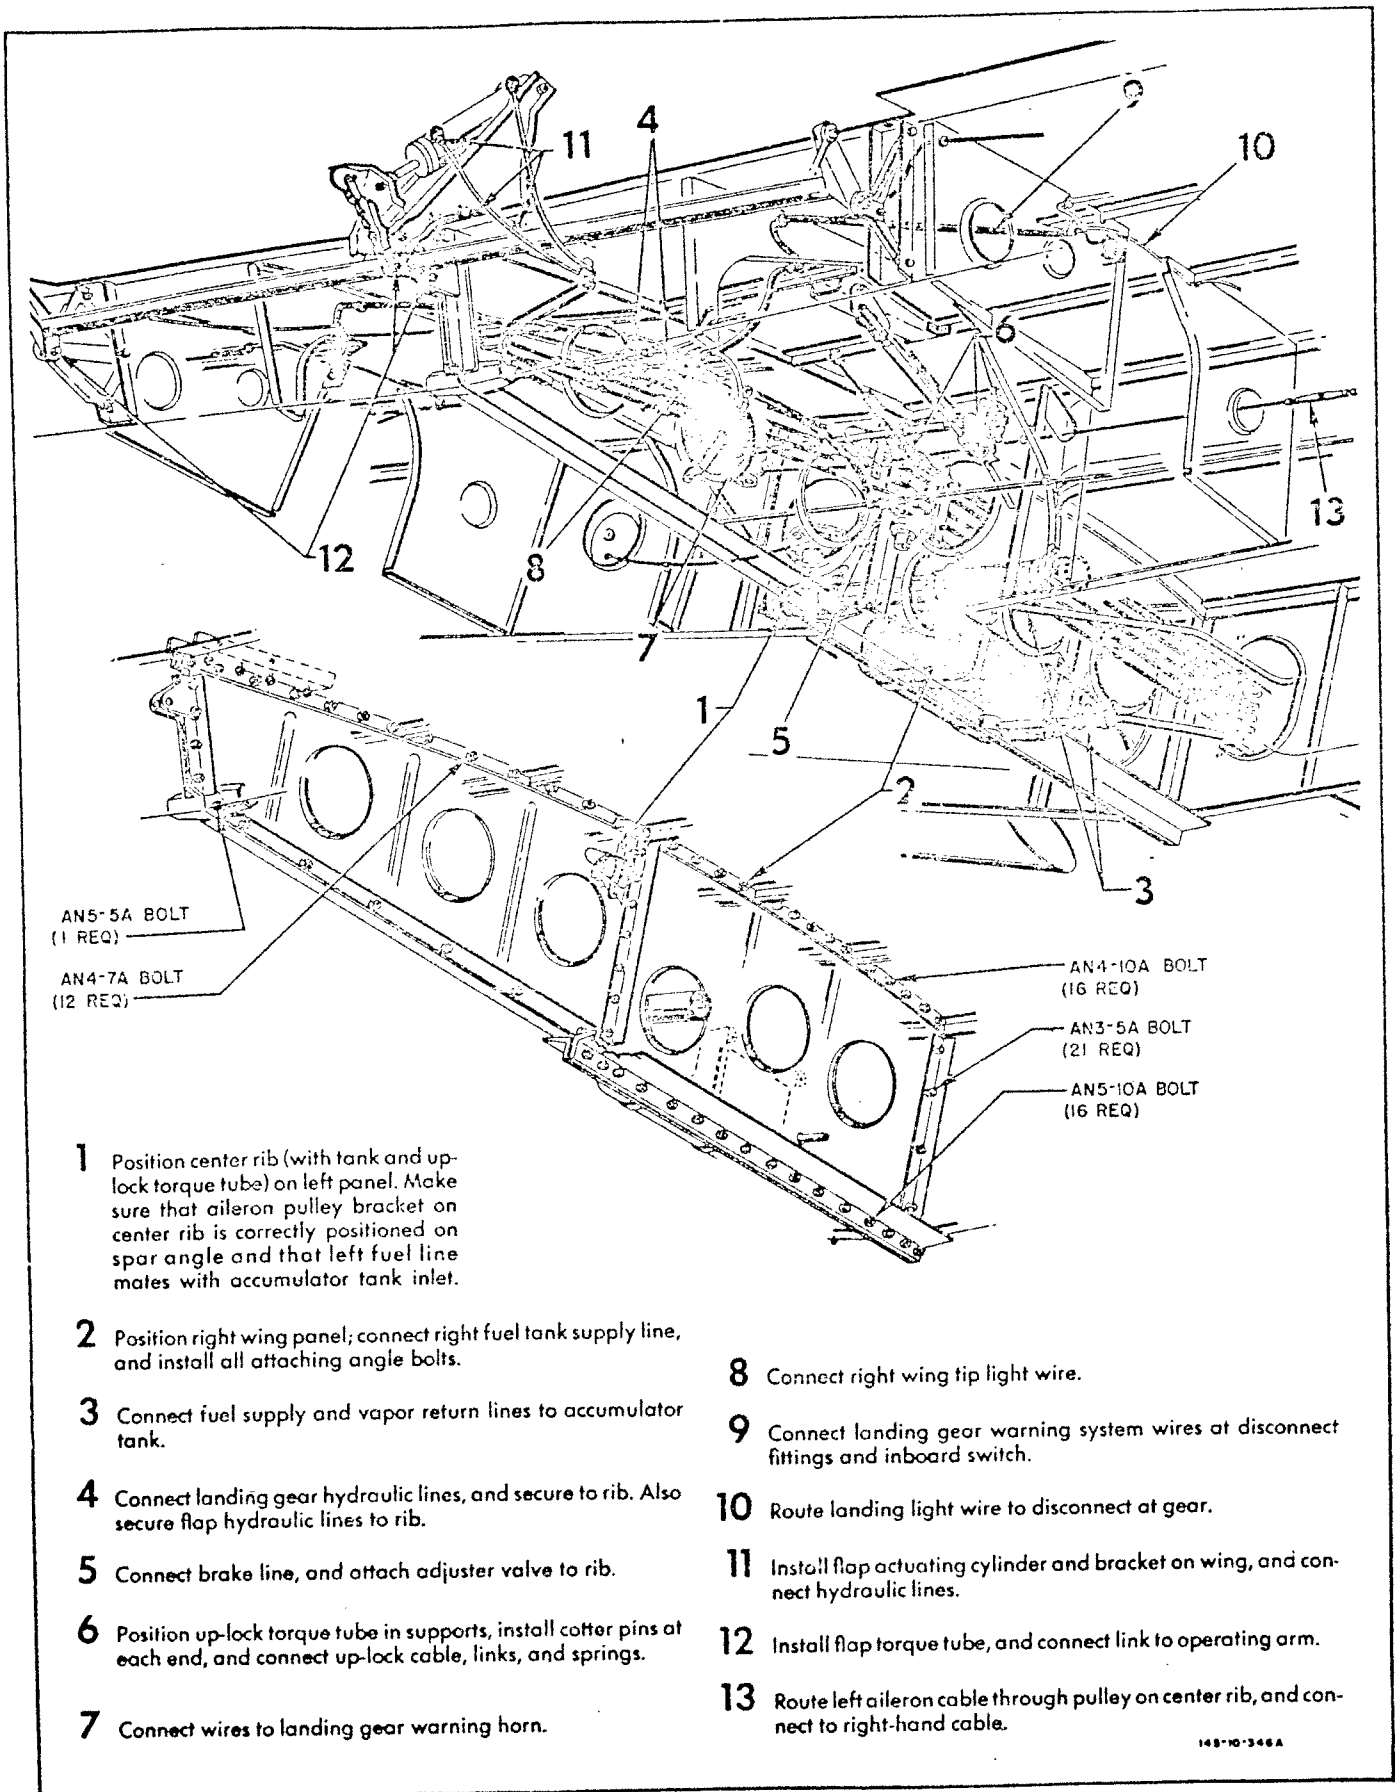 9
4
11
10
6
13
12
8
7
1
5
2
3
AN5-5A BOLT
(1 REQ)
AN4-7A BOLT
(12 REQ)
AN4-10A BOLT
(16 REQ)
AN3-5A BOLT
(21 REQ)
AN5-10A BOLT
(16 REQ)
1 Position center rib (with tank and up-
lock torque tube) on left panel. Make
sure that aileron pulley bracket on
center rib is correctly positioned on
spar angle and that left fuel line
mates with accumulator tank inlet.
2 Position right wing panel; connect right fuel tank supply line,
and install all attaching angle bolts.
3 Connect fuel supply and vapor return lines to accumulator
tank.
4 Connect landing gear hydraulic lines, and secure to rib. Also
secure flap hydraulic lines to rib.
5 Connect brake line, and attach adjuster valve to rib.
6 Position up-lock torque tube in supports, install cotter pins at
each end, and connect up-lock cable, links, and springs.
7 Connect wires to landing gear warning horn.
8 Connect right wing tip light wire.
9 Connect landing gear warning system wires at disconnect
fittings and inboard switch.
10 Route landing light wire to disconnect at gear.
11 Install flap actuating cylinder and bracket on wing, and con-
nect hydraulic lines.
12 Install flap torque tube, and connect link to operating arm.
13 Route left aileron cable through pulley on center rib, and con-
nect to right-hand cable.
145-10-346A